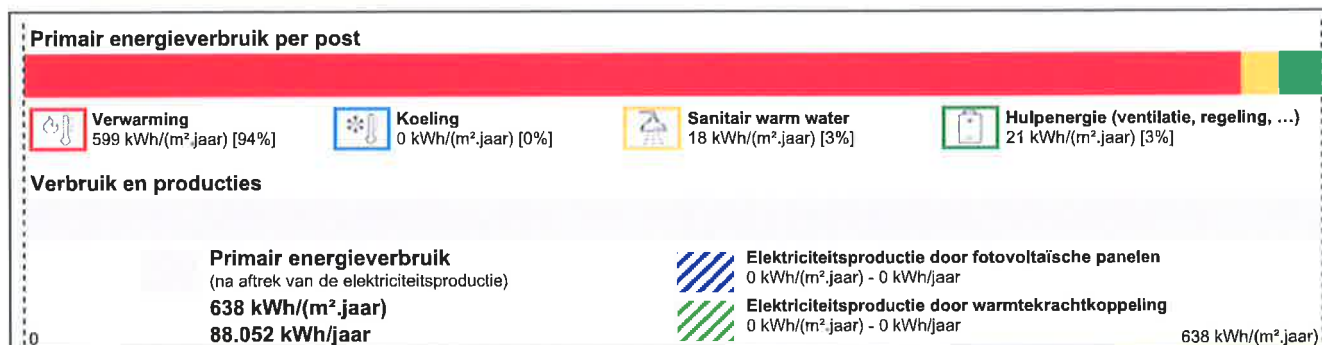 Primair energieverbruik per post
Verwarming
599 kWh/(m².jaar) [94%]
Koeling
0 kWh/(m².jaar) [0%]
Sanitair warm water
18 kWh/(m².jaar) [3%]
Hulpenergie (ventilatie, regeling, ...)
21 kWh/(m².jaar) [3%]
Verbruik en producties
Primair energieverbruik
(na aftrek van de elektriciteitsproductie)
638 kWh/(m².jaar)
88.052 kWh/jaar
Elektriciteitsproductie door fotovoltaïsche panelen
0 kWh/(m².jaar) - 0 kWh/jaar
Elektriciteitsproductie door warmtekrachtkoppeling
0 kWh/(m².jaar) - 0 kWh/jaar
0
638 kWh/(m².jaar)